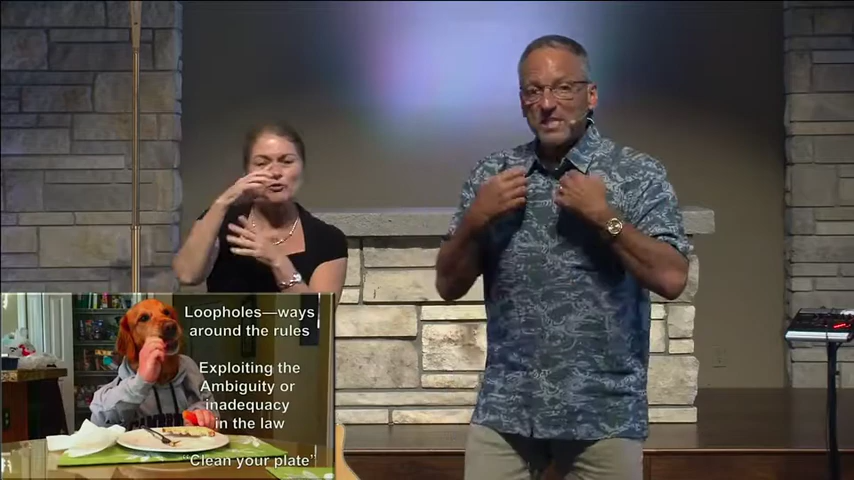 Loopholes—ways
around the rules
Exploiting the
Ambiguity or
inadequacy
in the law
“Clean your plate”